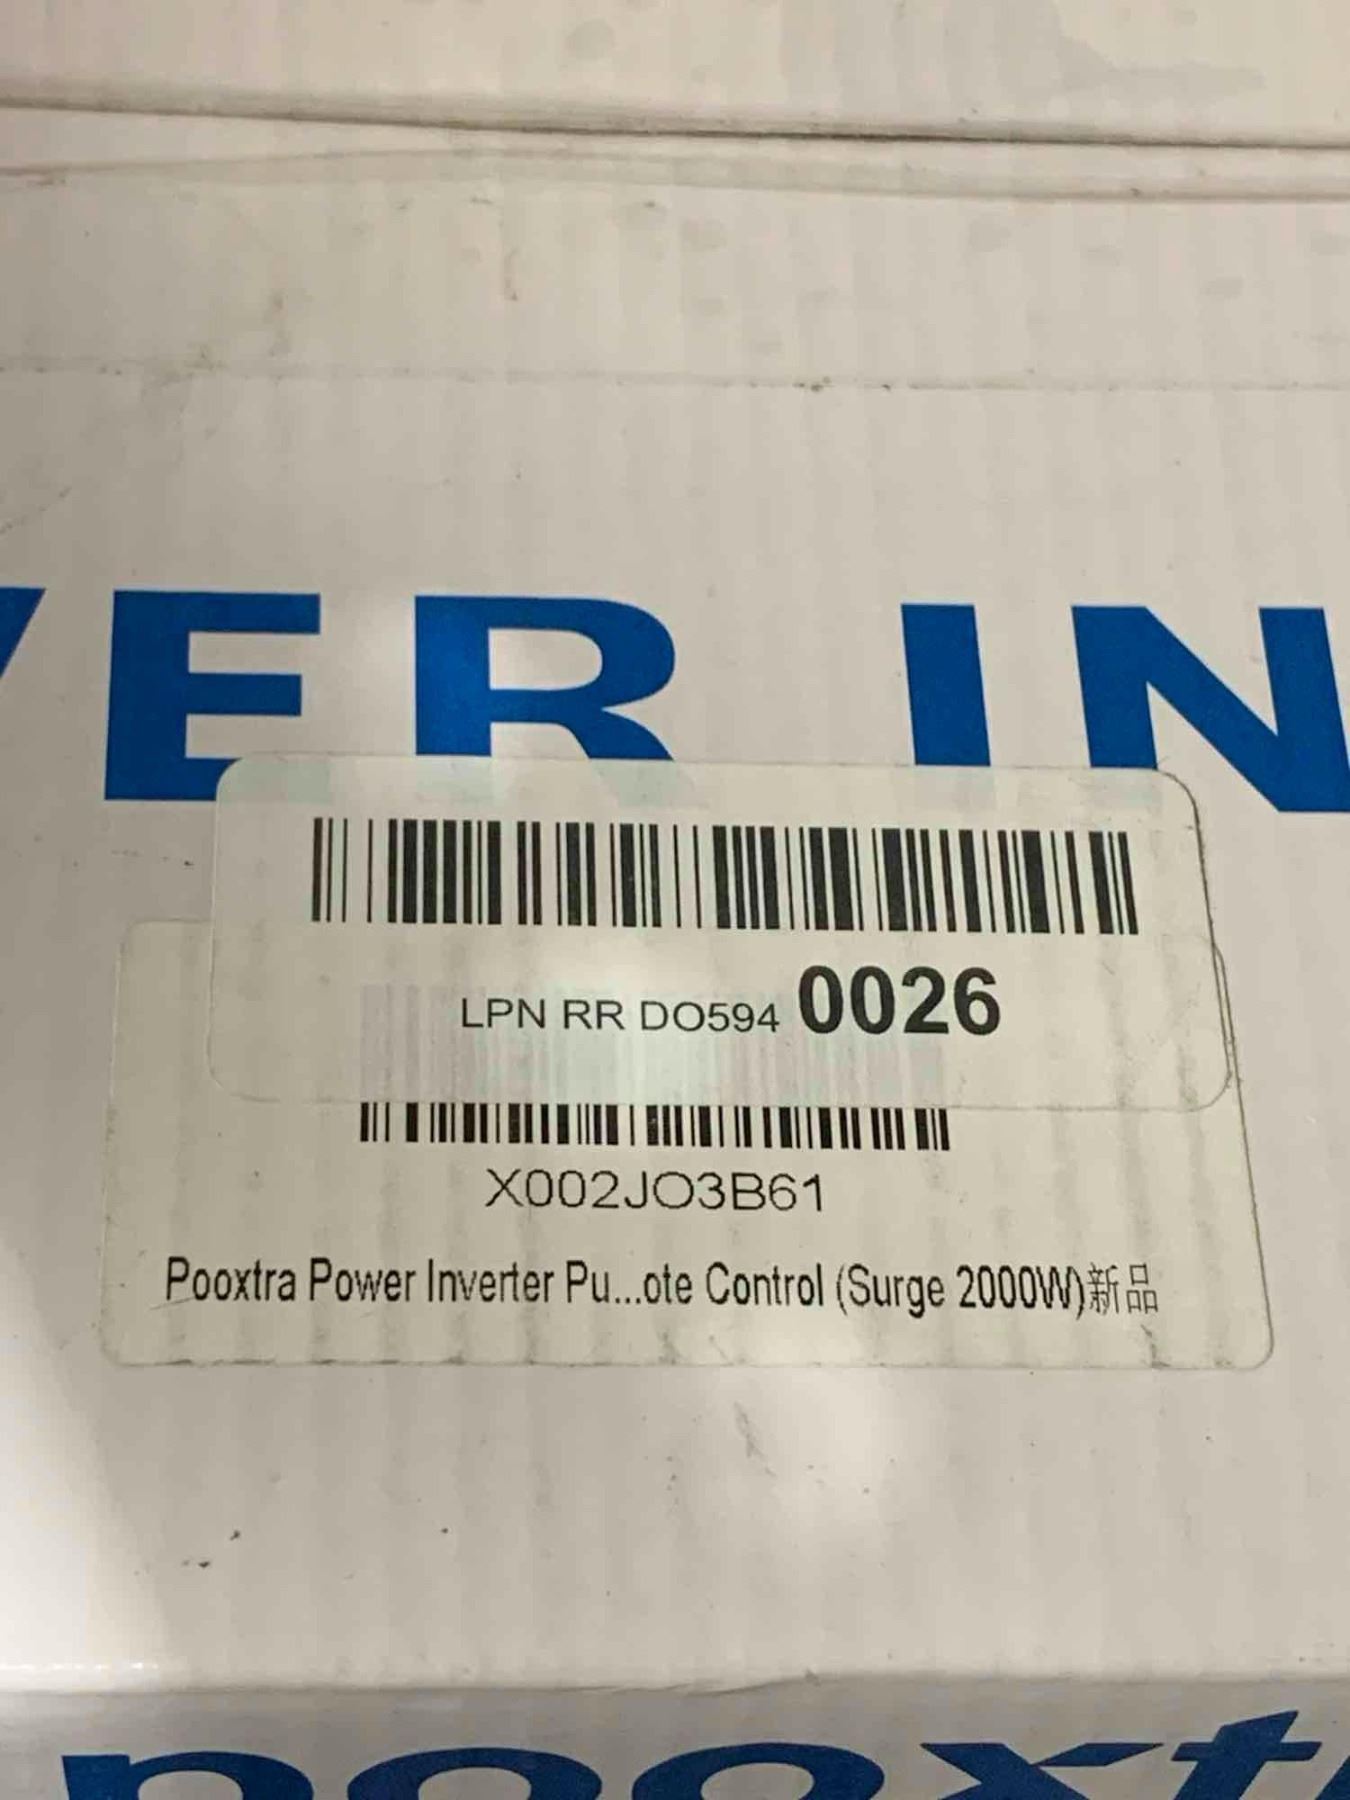 VER IN
LPN RR DO594 0026
X002JO3B61
Pooxtra Power Inverter Pu...ote Control (Surge 2000W)新品
pooxt